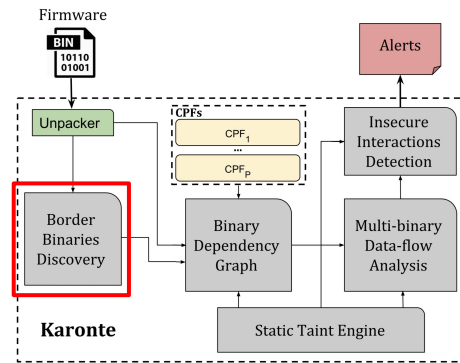 Firmware
BIN
10110
01001
Alerts
Unpacker
CPFs
CPF1
...
CPFP
Insecure
Interactions
Detection
Border
Binaries
Discovery
Binary
Dependency
Graph
Multi-binary
Data-flow
Analysis
Karonte
Static Taint Engine